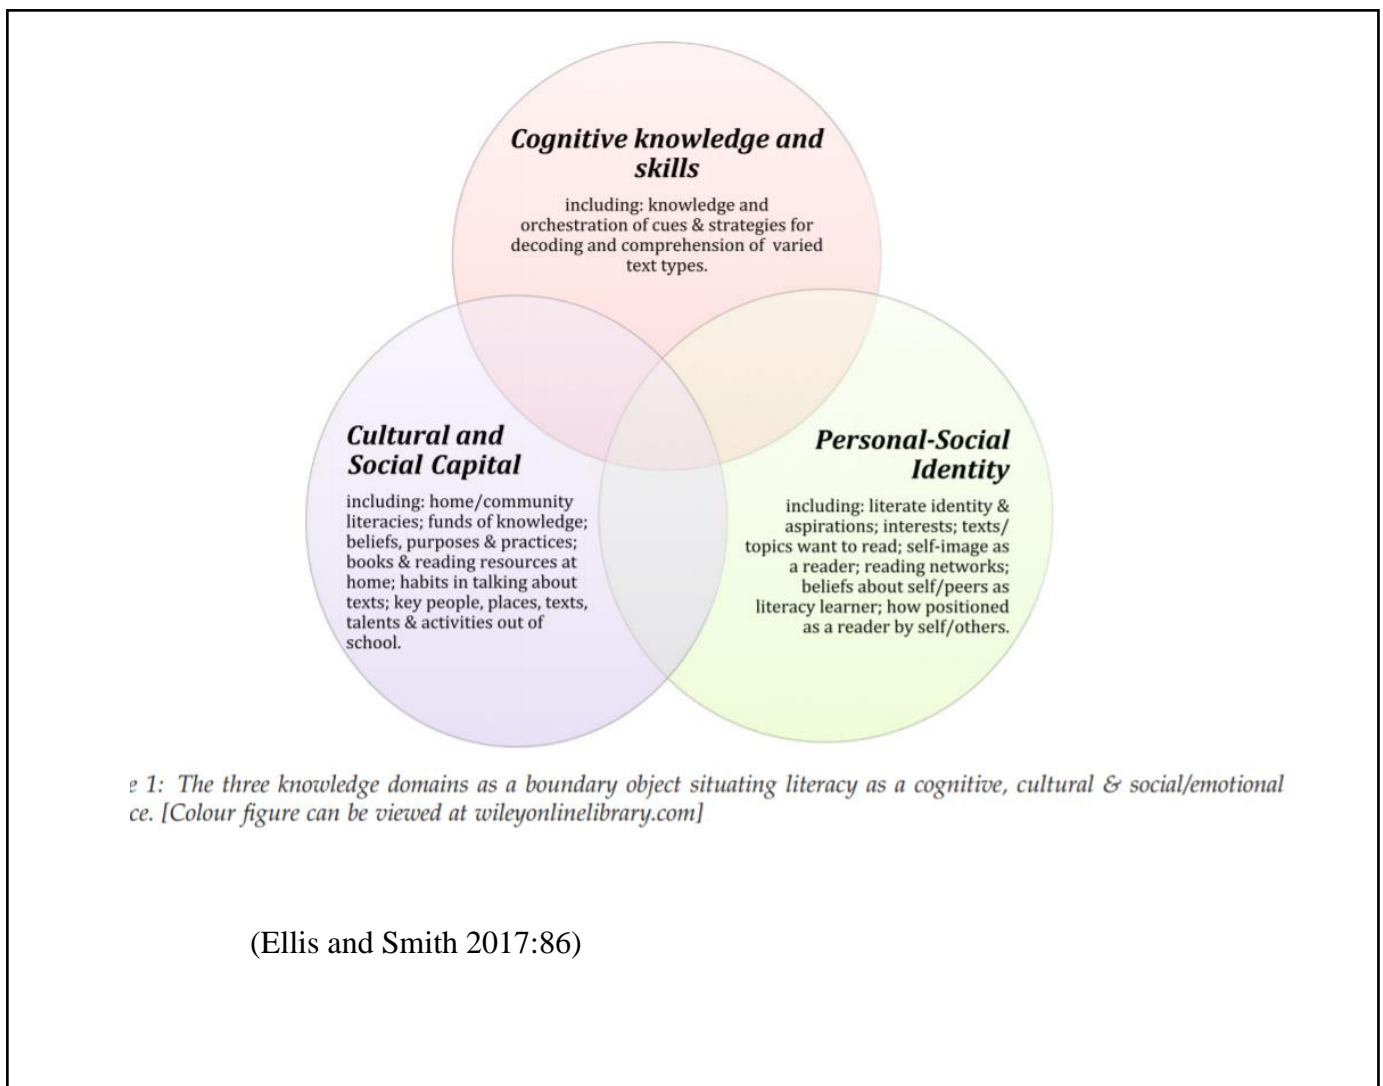 Cognitive knowledge and
skills
including: knowledge and
orchestration of cues & strategies for
decoding and comprehension of varied
text types.
Cultural and
Social Capital
including: home/community
literacies; funds of knowledge;
beliefs, purposes & practices;
books & reading resources at
home; habits in talking about
texts; key people, places, texts,
talents & activities out of
school.
Personal-Social
Identity
including: literate identity &
aspirations; interests; texts/
topics want to read; self-image as
a reader; reading networks;
beliefs about self/peers as
literacy learner; how positioned
as a reader by self/others.
e 1: The three knowledge domains as a boundary object situating literacy as a cognitive, cultural & social/emotional
ce. [Colour figure can be viewed at wileyonlinelibrary.com]
(Ellis and Smith 2017:86)